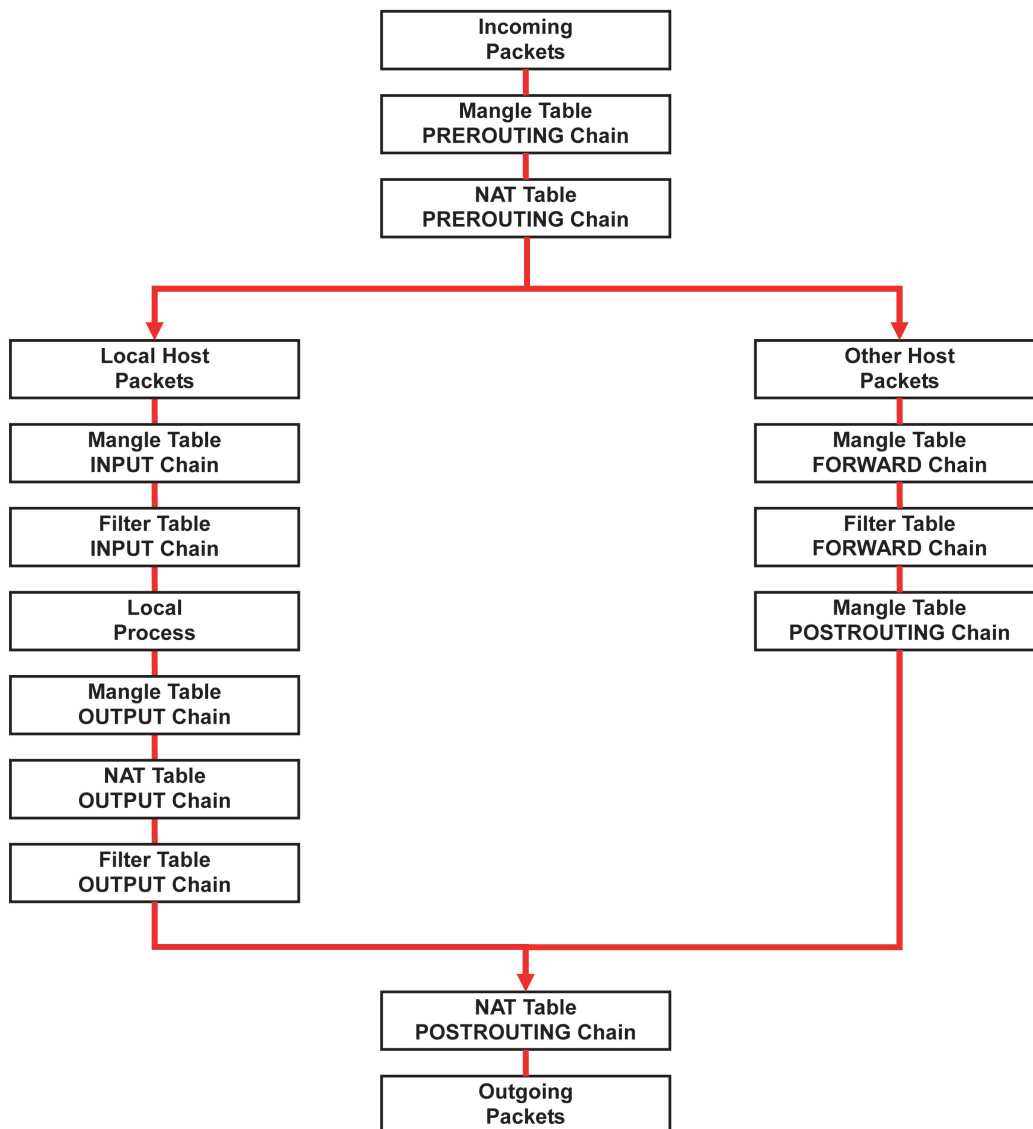 Incoming
Packets
Mangle Table
PREROUTING Chain
NAT Table
PREROUTING Chain
Local Host
Packets
Mangle Table
INPUT Chain
Filter Table
INPUT Chain
Local
Process
Mangle Table
OUTPUT Chain
NAT Table
OUTPUT Chain
Filter Table
OUTPUT Chain
Other Host
Packets
Mangle Table
FORWARD Chain
Filter Table
FORWARD Chain
Mangle Table
POSTROUTING Chain
NAT Table
POSTROUTING Chain
Outgoing
Packets